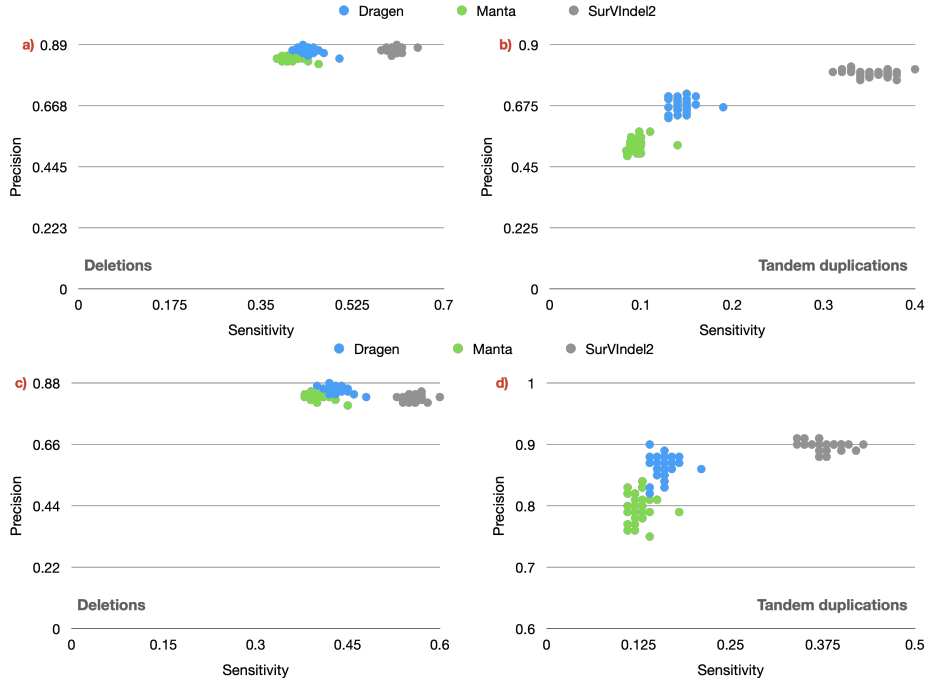 Dragen Manta SurVIndel2
a) 0.89
0.668
0.445
0.223
0
Precision
Deletions
0 0.175 0.35 0.525 0.7
Sensitivity
b) 0.9
0.675
0.45
0.225
0
Precision
Tandem duplications
0 0.1 0.2 0.3 0.4
Sensitivity
Dragen Manta SurVIndel2
c) 0.88
0.66
0.44
0.22
0
Precision
Deletions
0 0.15 0.3 0.45 0.6
Sensitivity
d) 1
0.9
0.8
0.7
0.6
Precision
Tandem duplications
0 0.125 0.25 0.375 0.5
Sensitivity